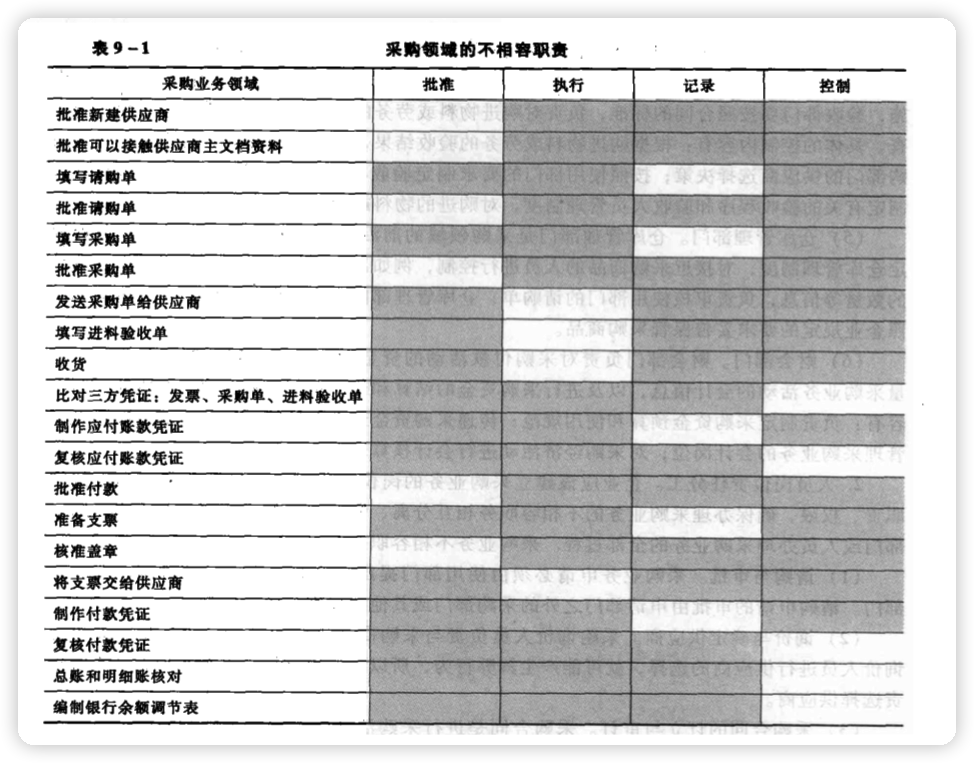 表 9-1 采购领域的不相容职责
采购业务领域 批准 执行 记录 控制
批准新建供应商
批准可以接触供应商主文档资料
填写请购单
批准请购单
填写采购单
批准采购单
发送采购单给供应商
填写进料验收单
收货
比对三方凭证：发票、采购单、进料验收单
制作应付账款凭证
复核应付账款凭证
批准付款
准备支票
核准盖章
将支票交给供应商
制作付款凭证
复核付款凭证
总账和明细账核对
编制银行余额调节表